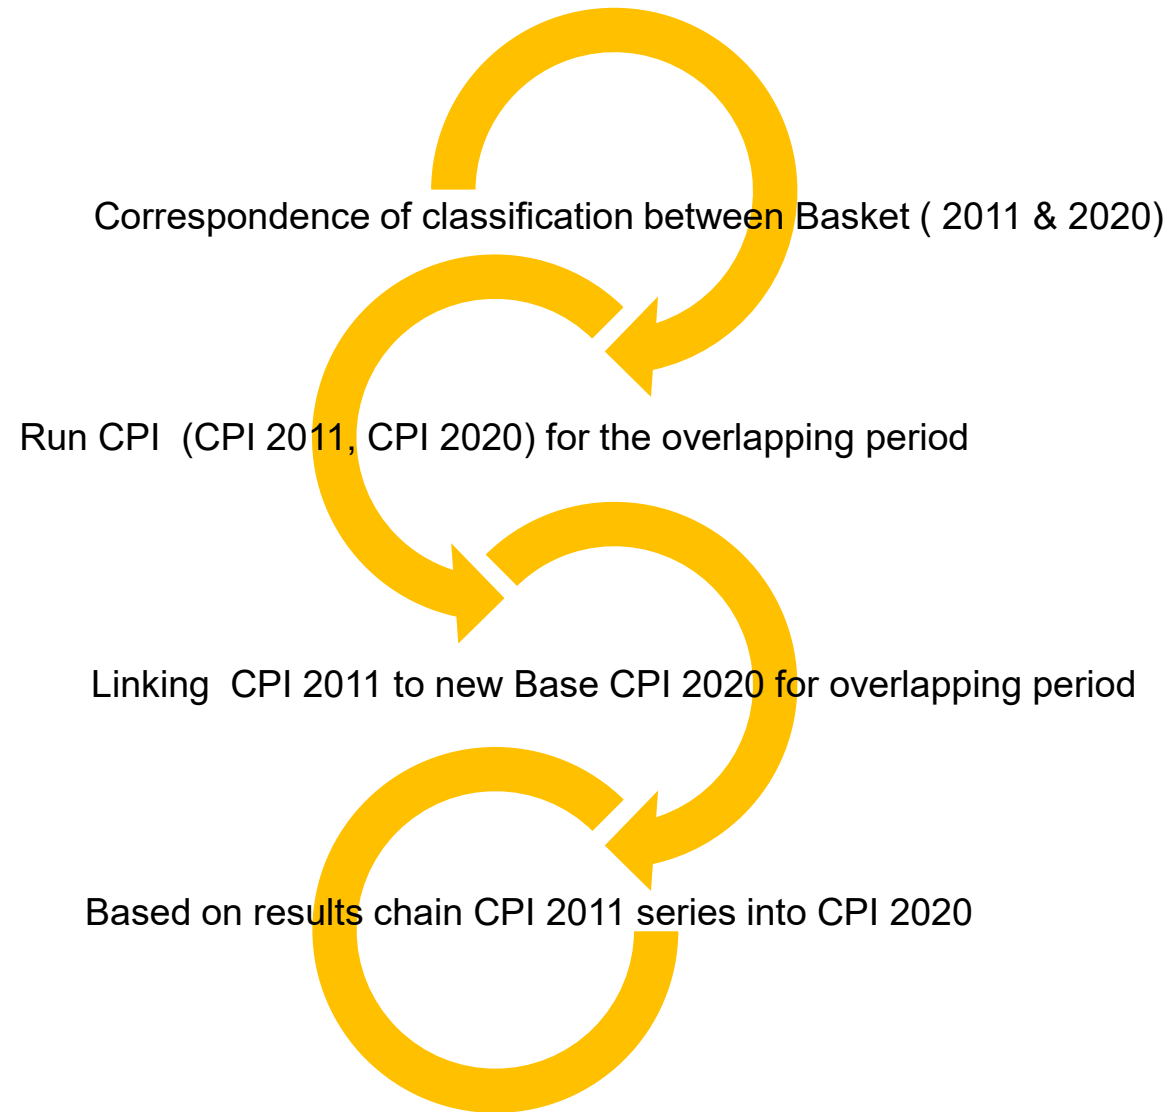 Correspondence of classification between Basket ( 2011 & 2020)
Run CPI  (CPI 2011, CPI 2020) for the overlapping period
Linking  CPI 2011 to new Base CPI 2020 for overlapping period
Based on results chain CPI 2011 series into CPI 2020